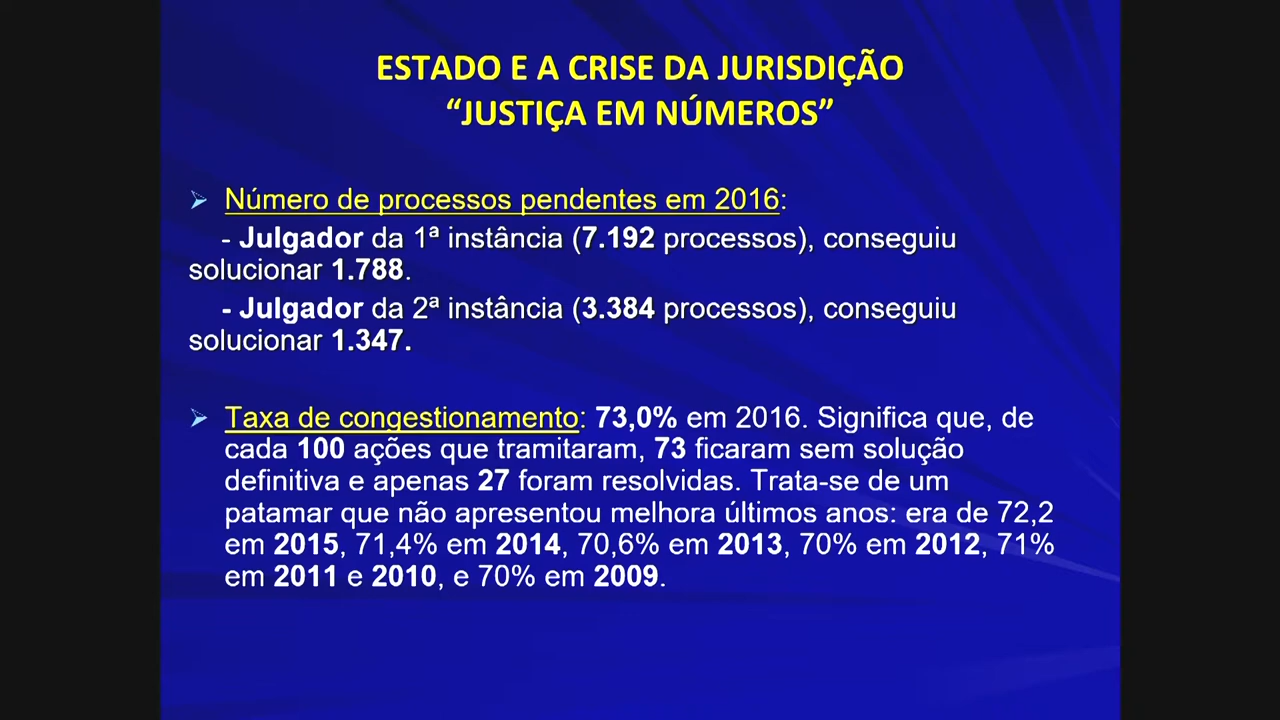 ESTADO E A CRISE DA JURISDIÇÃO
“JUSTIÇA EM NÚMEROS”
Número de processos pendentes em 2016:
- Julgador da 1ª instância (7.192 processos), conseguiu
solucionar 1.788.
- Julgador da 2ª instância (3.384 processos), conseguiu
solucionar 1.347.
Taxa de congestionamento: 73,0% em 2016. Significa que, de
cada 100 ações que tramitaram, 73 ficaram sem solução
definitiva e apenas 27 foram resolvidas. Trata-se de um
patamar que não apresentou melhora últimos anos: era de 72,2
em 2015, 71,4% em 2014, 70,6% em 2013, 70% em 2012, 71%
em 2011 e 2010, e 70% em 2009.